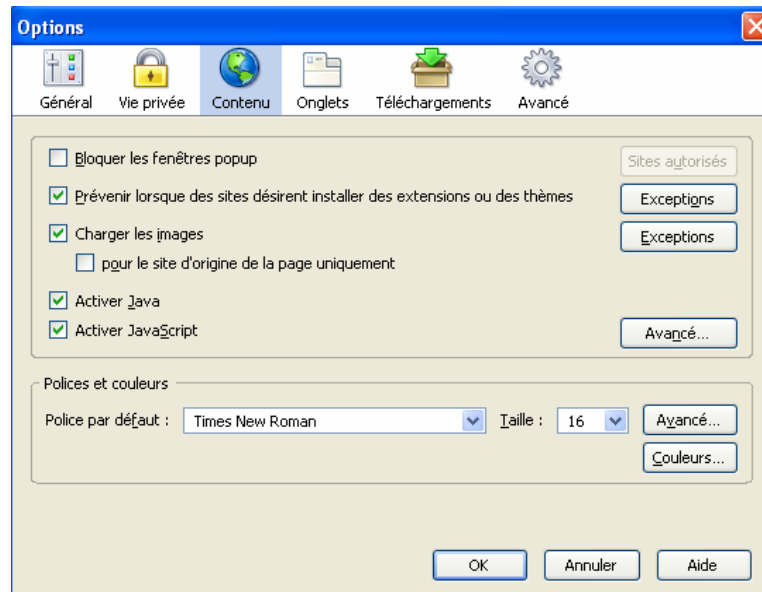 Options
Général Vie privée Contenu Onglets Téléchargements Avancé
Bloquer les fenêtres popup Sites autorisés
Prévenir lorsque des sites désirent installer des extensions ou des thèmes Exceptions
Charger les images Exceptions
pour le site d'origine de la page uniquement
Activer Java
Activer JavaScript Avancé...
Polices et couleurs
Police par défaut : Times New Roman Taille : 16 Avancé...
Couleurs...
OK Annuler Aide